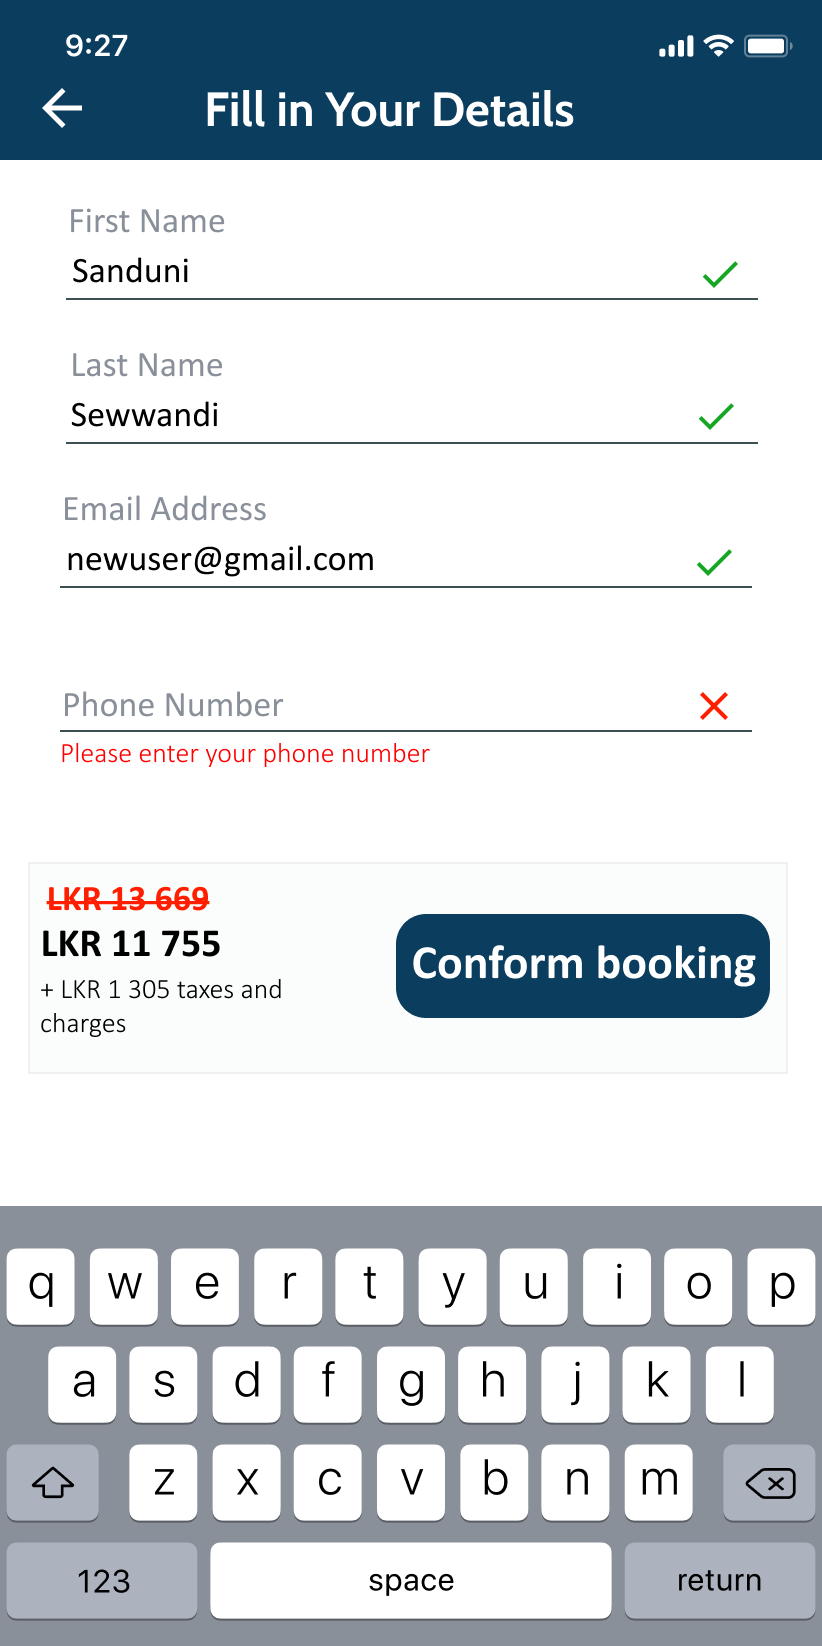 9:27
Fill in Your Details
First Name
Sanduni
Last Name
Sewwandi
Email Address
newuser@gmail.com
Phone Number
Please enter your phone number
LKR 13 669
LKR 11 755
+ LKR 1 305 taxes and
charges
Conform booking
q w e r t y u i o p
a s d f g h j k l
z x c v b n m
123 space return